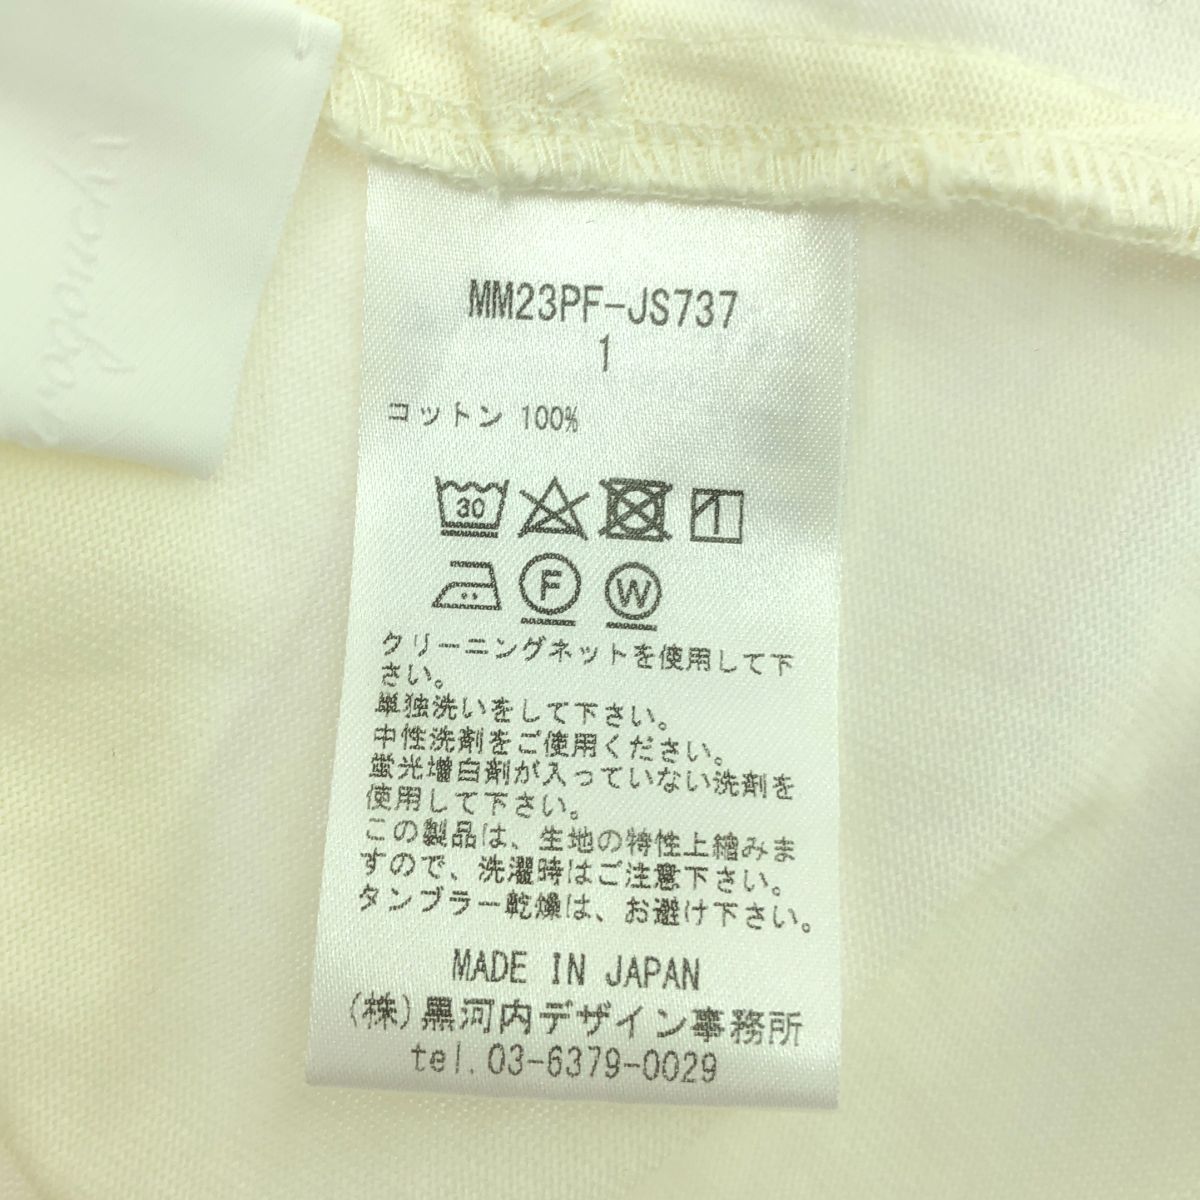 MM23PF-JS737
1
コットン 100%
30
F W
クリーニングネットを使用して下
さい。
単独洗いをして下さい。
中性洗剤をご使用ください。
蛍光増白剤が入っていない洗剤を
使用して下さい。
この製品は、生地の特性上縮みま
すので、洗濯時はご注意下さい。
タンブラー乾燥は、お避け下さい。
MADE IN JAPAN
(株)黒河内デザイン事務所
tel.03-6379-0029